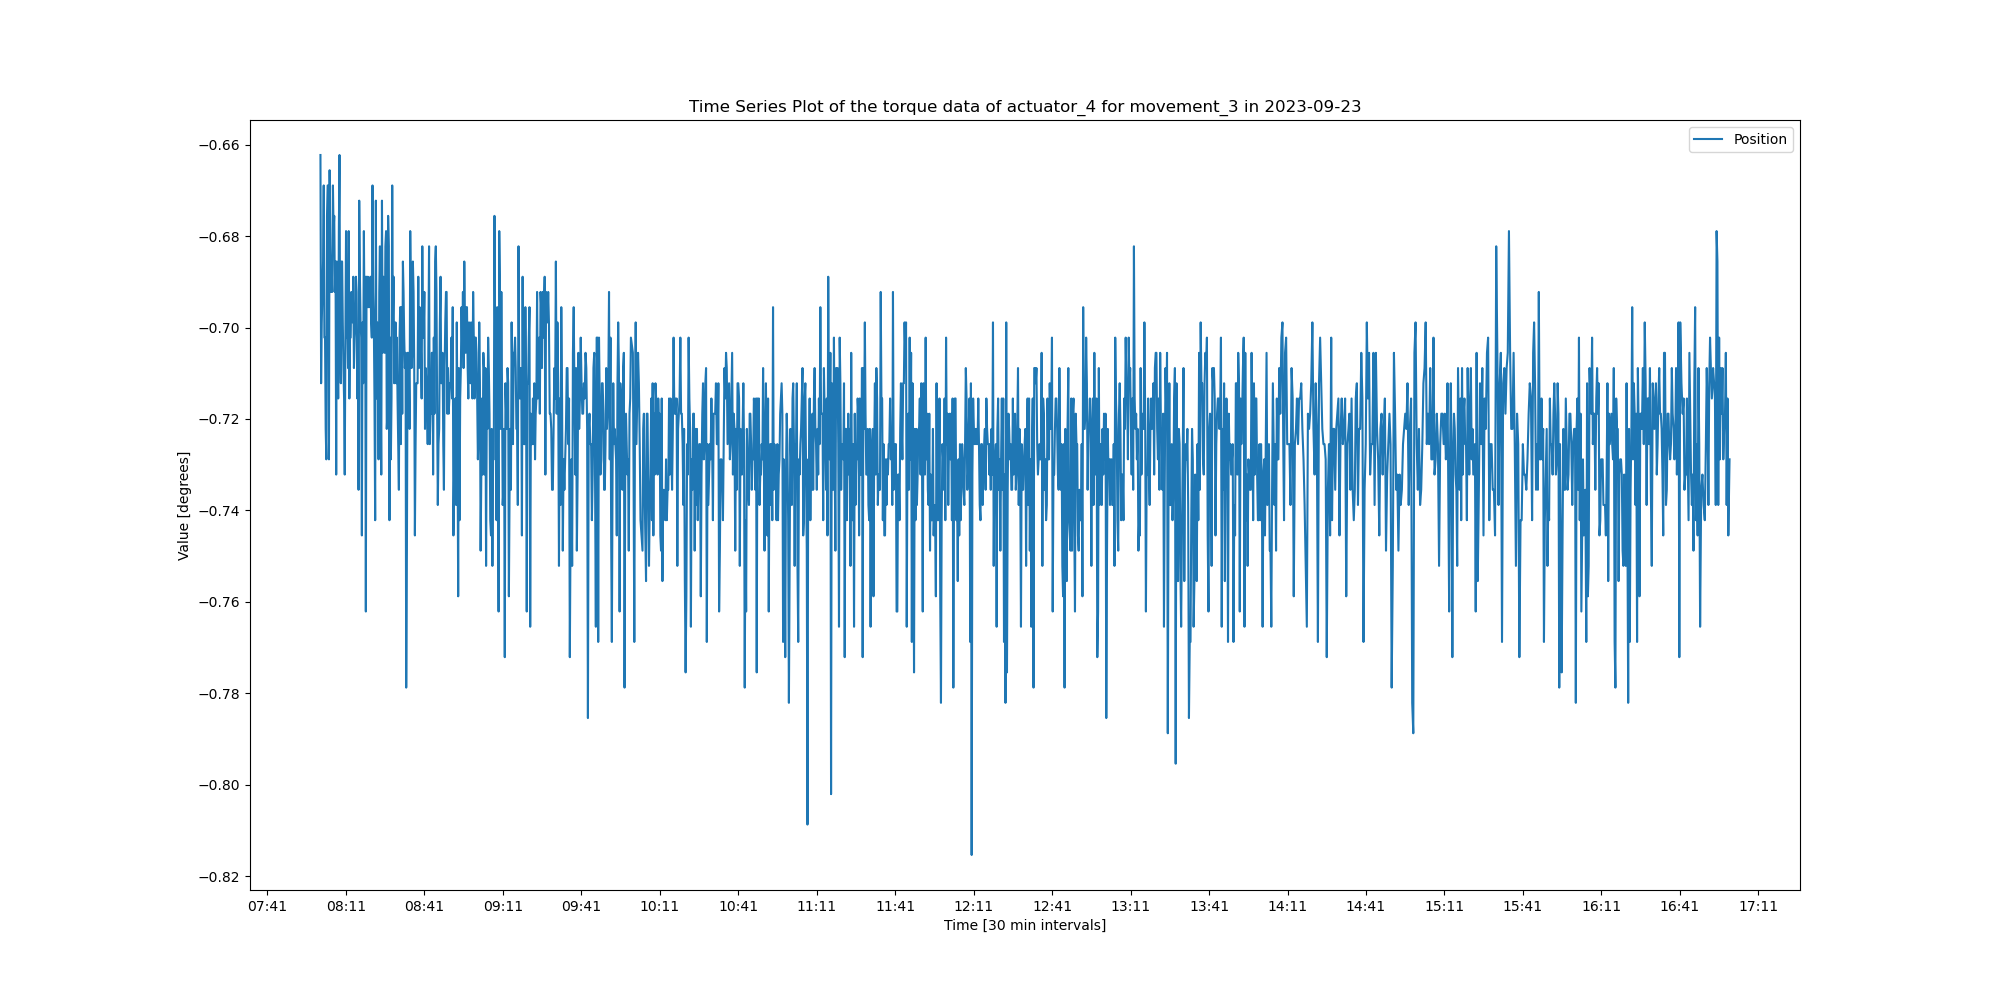 Time Series Plot of the torque data of actuator_4 for movement_3 in 2023-09-23
Position
−0.66
−0.68
−0.70
−0.72
−0.74
−0.76
−0.78
−0.80
−0.82
Value [degrees]
07:41 08:11 08:41 09:11 09:41 10:11 10:41 11:11 11:41 12:11 12:41 13:11 13:41 14:11 14:41 15:11 15:41 16:11 16:41 17:11
Time [30 min intervals]